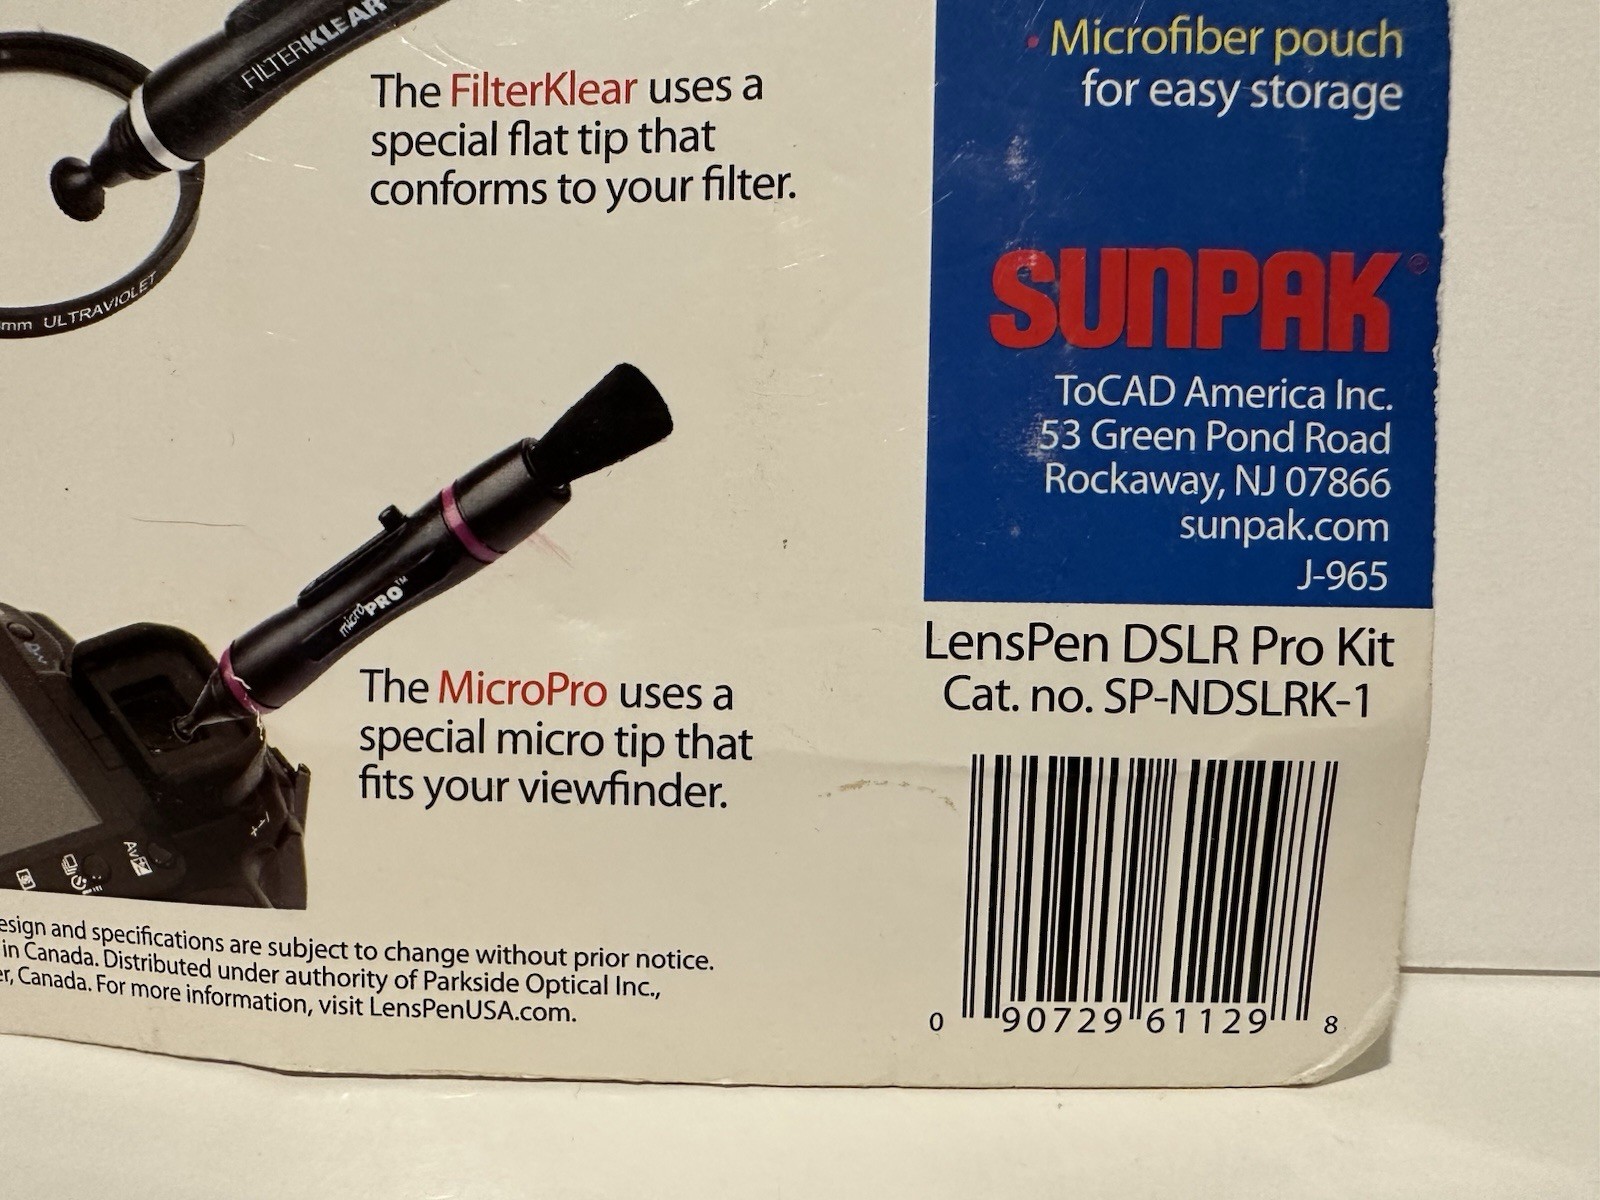 FILTERKLEAR
The FilterKlear uses a
special flat tip that
conforms to your filter.
mm ULTRAVIOLET
• Microfiber pouch
for easy storage
SUNPAK®
ToCAD America Inc.
53 Green Pond Road
Rockaway, NJ 07866
sunpak.com
J-965
microPRO™
The MicroPro uses a
special micro tip that
fits your viewfinder.
Av
LensPen DSLR Pro Kit
Cat. no. SP-NDSLRK-1
0 90729 61129 8
esign and specifications are subject to change without prior notice.
in Canada. Distributed under authority of Parkside Optical Inc.,
er, Canada. For more information, visit LensPenUSA.com.